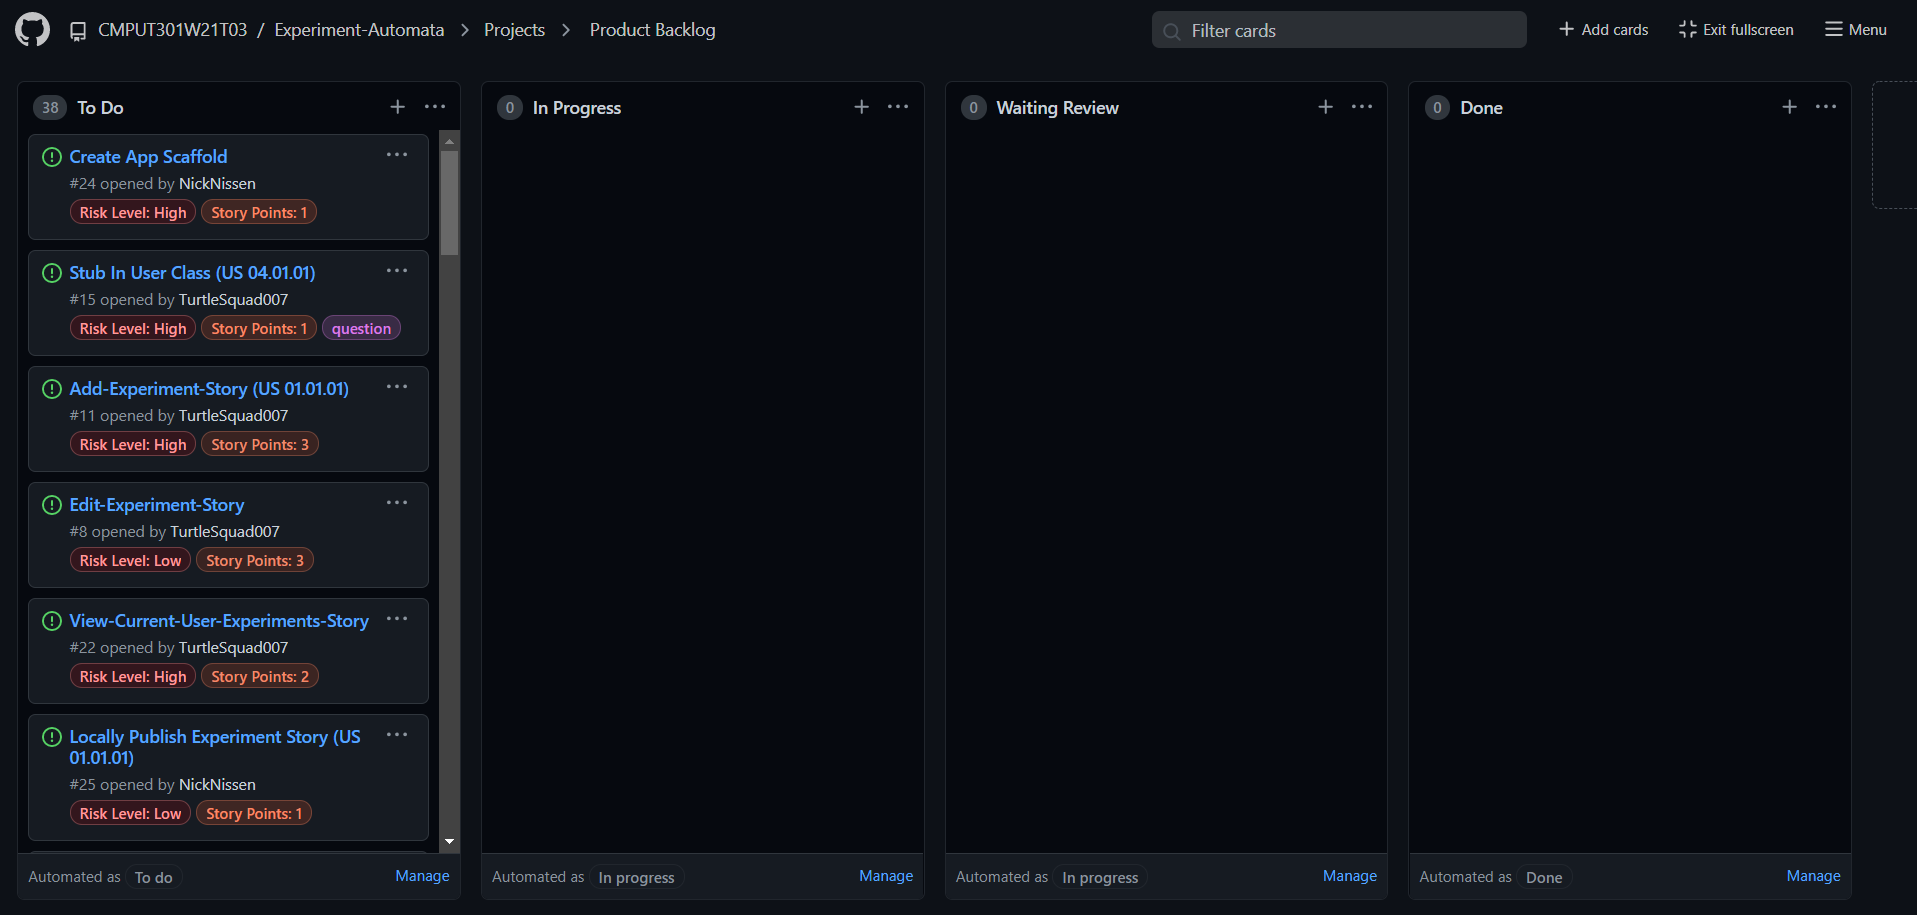 CMPUT301W21T03 / Experiment-Automata > Projects > Product Backlog
Filter cards
Add cards
Exit fullscreen
Menu
38 To Do
Create App Scaffold
#24 opened by NickNissen
Risk Level: High Story Points: 1
Stub In User Class (US 04.01.01)
#15 opened by TurtleSquad007
Risk Level: High Story Points: 1 question
Add-Experiment-Story (US 01.01.01)
#11 opened by TurtleSquad007
Risk Level: High Story Points: 3
Edit-Experiment-Story
#8 opened by TurtleSquad007
Risk Level: Low Story Points: 3
View-Current-User-Experiments-Story
#22 opened by TurtleSquad007
Risk Level: High Story Points: 2
Locally Publish Experiment Story (US
01.01.01)
#25 opened by NickNissen
Risk Level: Low Story Points: 1
Automated as To do Manage
0 In Progress
Automated as In progress Manage
0 Waiting Review
Automated as In progress Manage
0 Done
Automated as Done Manage